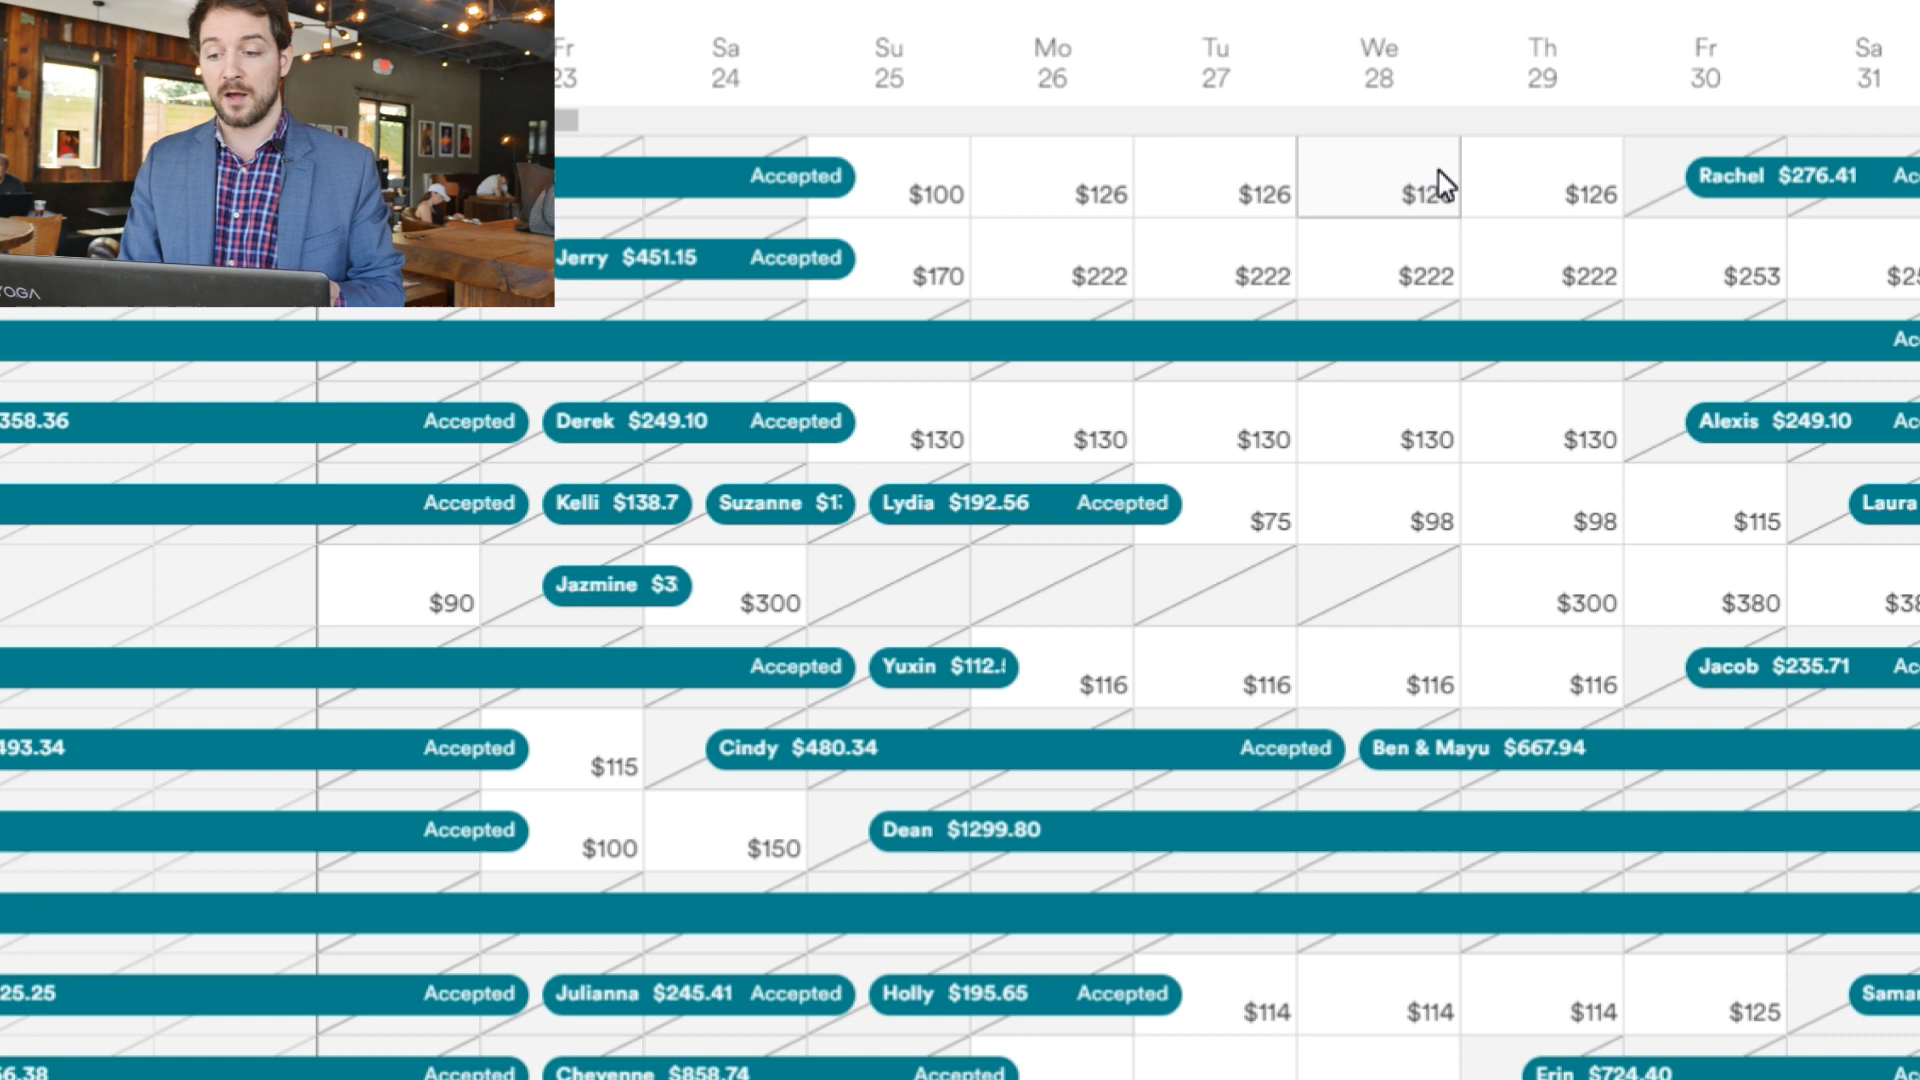 Fr Sa Su Mo Tu We Th Fr Sa
23 24 25 26 27 28 29 30 31
Accepted $100 $126 $126 $126 Rachel $276.41
Jerry $451.15 Accepted $170 $222 $222 $222 $222 $253
358.36 Accepted Derek $249.10 Accepted $130 $130 $130 $130 $130 Alexis $249.10
Accepted Kelli $138.7 Suzanne Lydia $192.56 Accepted $75 $98 $98 $115 Laura
$90 Jazmine $3 $300 $300 $380
Accepted Yuxin $112. $116 $116 $116 $116 Jacob $235.71
493.34 Accepted $115 Cindy $480.34 Accepted Ben & Mayu $667.94
Accepted $100 $150 Dean $1299.80
25.25 Accepted Julianna $245.41 Accepted Holly $195.65 Accepted $114 $114 $114 $125
6.38 Accepted Cheyenne $858.74 Accepted Erin $724.40
YOGA